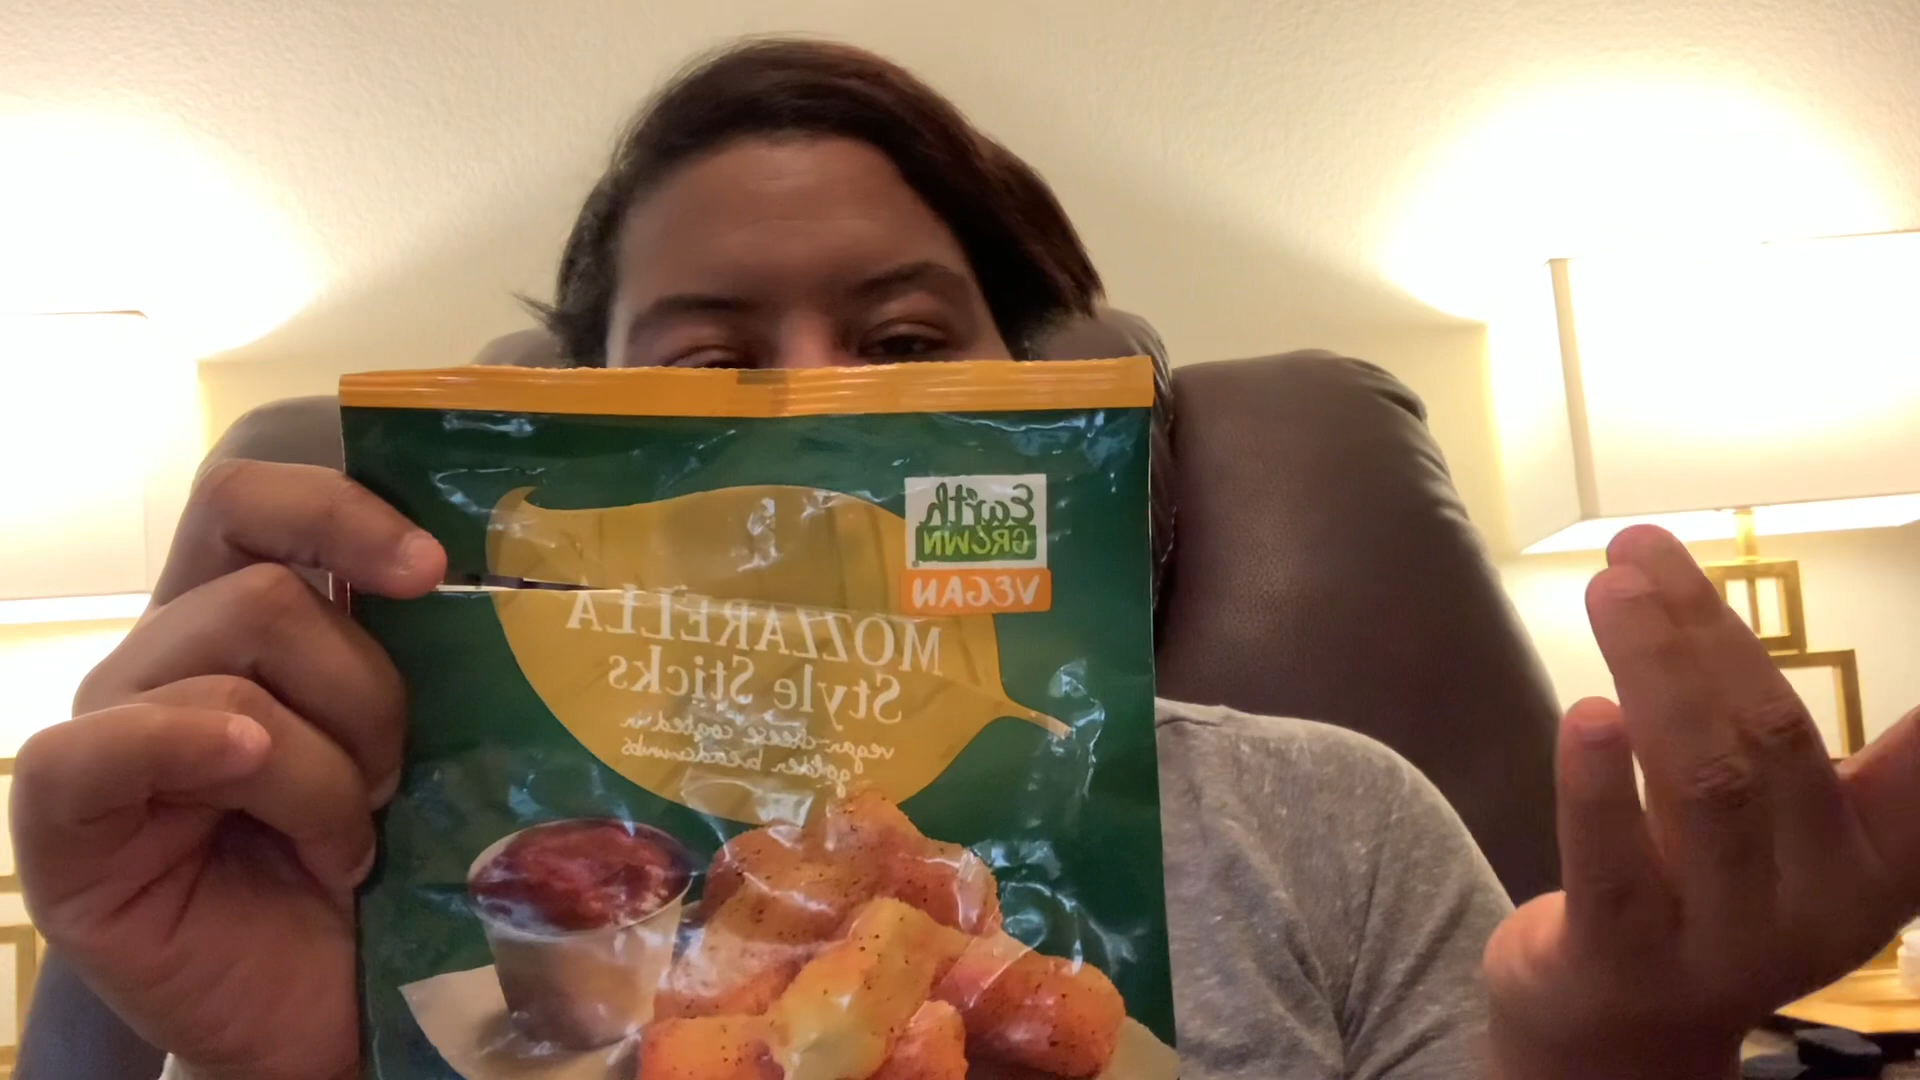 Earth
GROWN
VEGAN
MOZZARELLA
Style Sticks
vegan cheese coated in
golden breadcrumbs